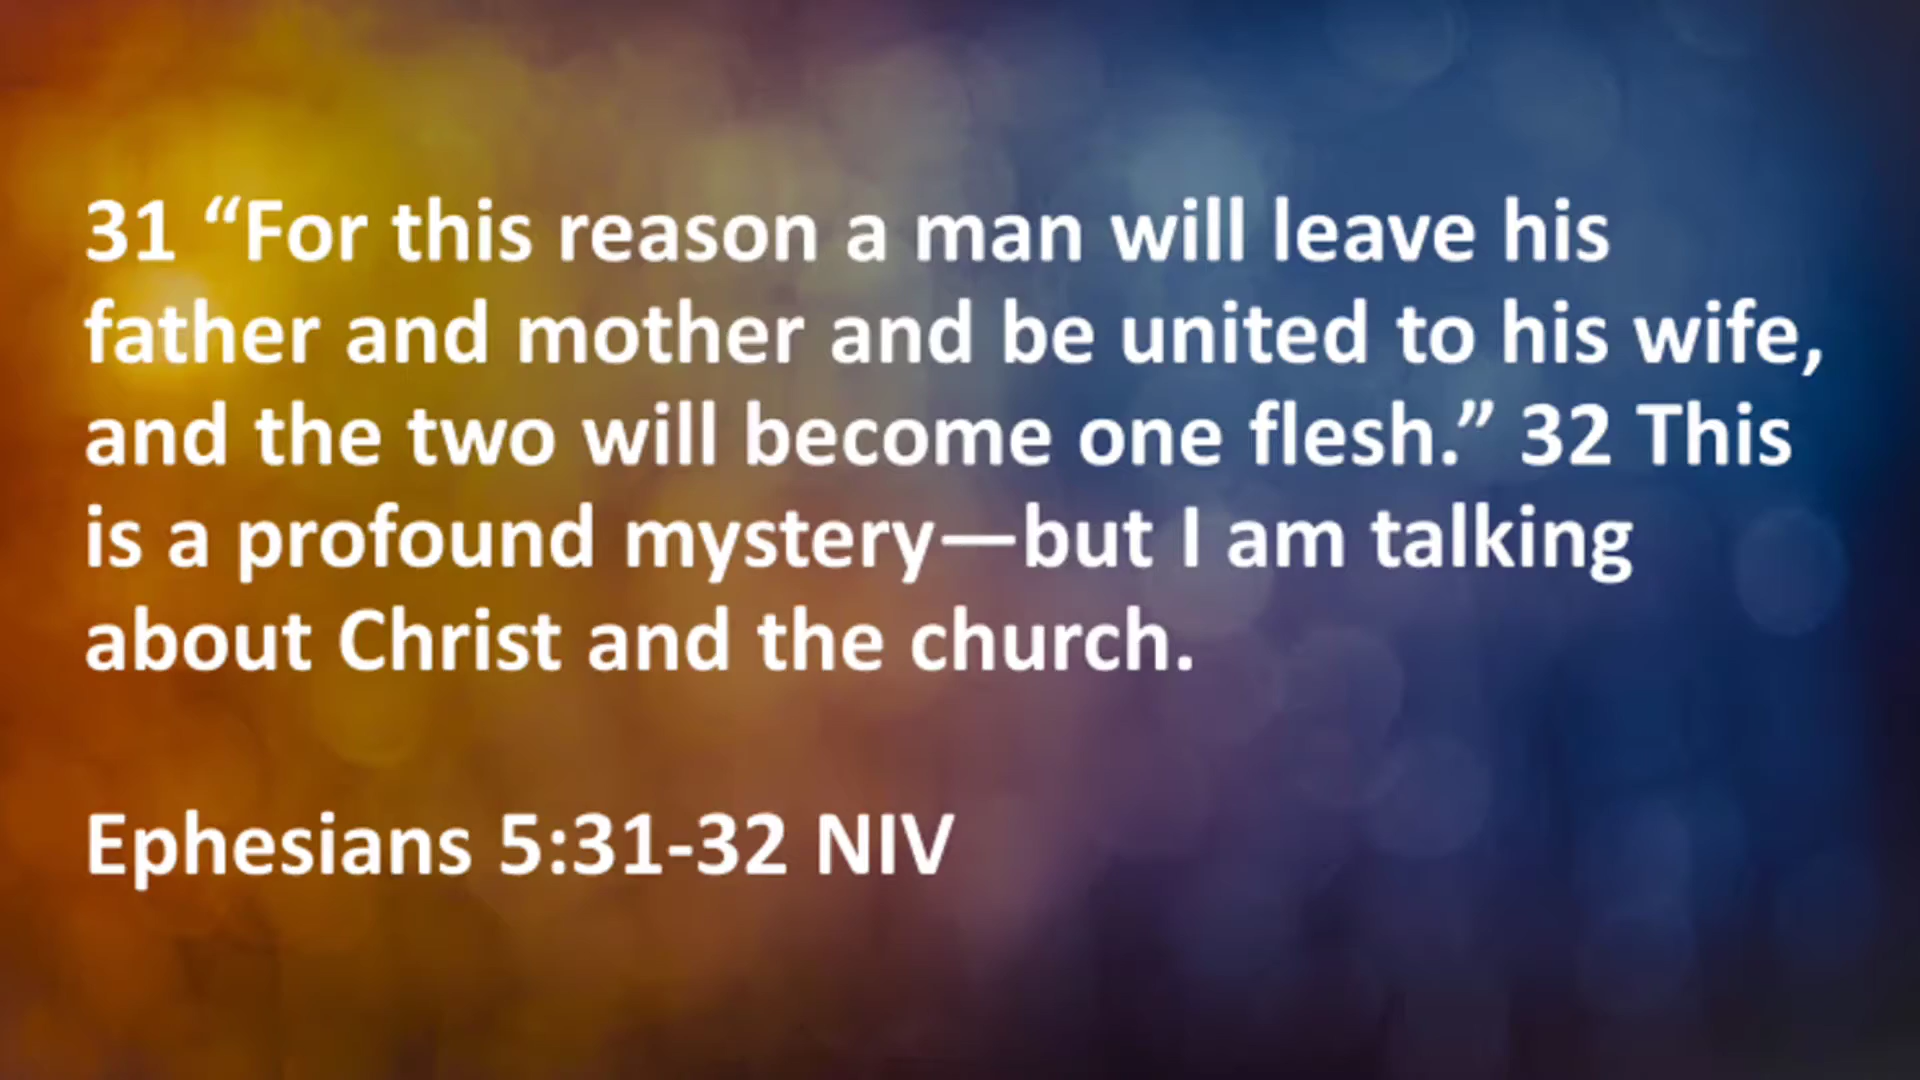 31 “For this reason a man will leave his
father and mother and be united to his wife,
and the two will become one flesh.” 32 This
is a profound mystery—but I am talking
about Christ and the church.
Ephesians 5:31-32 NIV